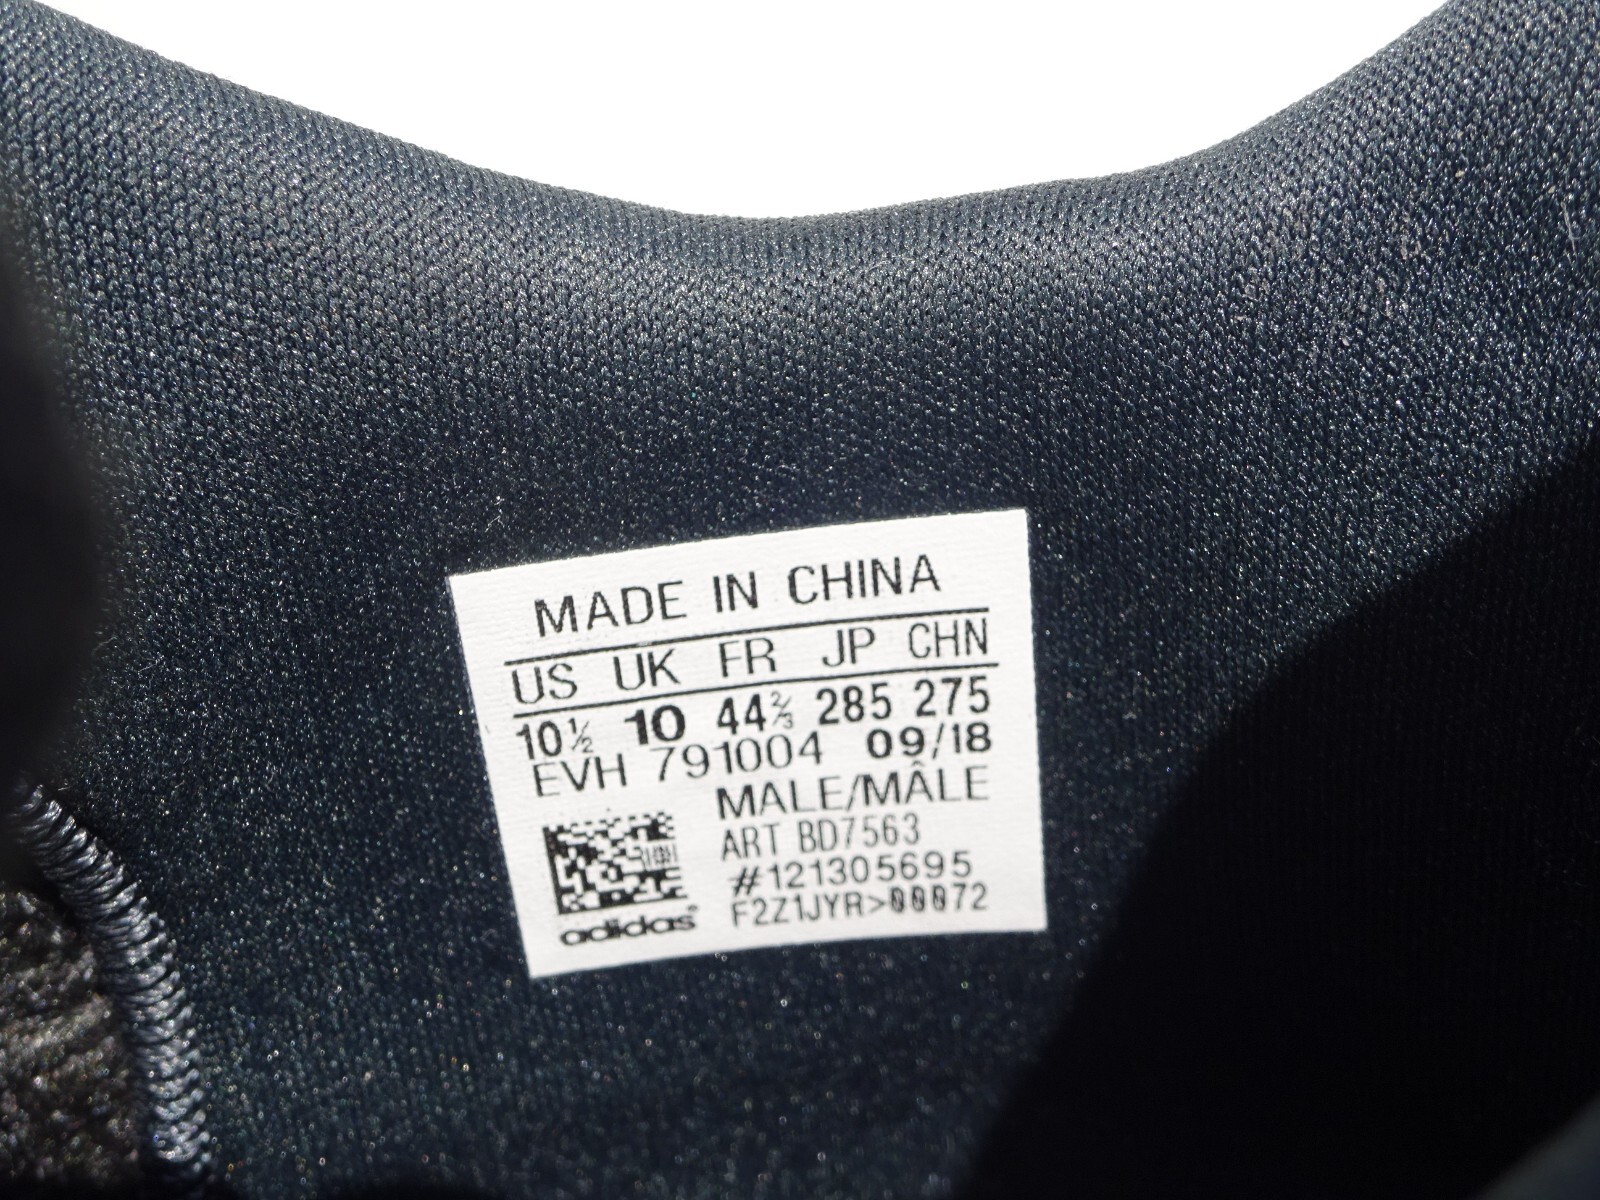 MADE IN CHINA
US UK FR JP CHN
10½ 10 44⅔ 285 275
EVH 791004 09/18
MALE/MÂLE
ART BD7563
#121305695
F2Z1JYR>00072
adidas®